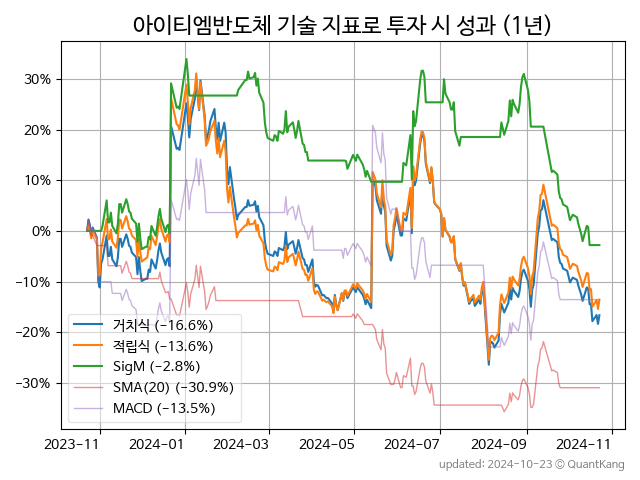 아이티엠반도체 기술 지표로 투자 시 성과 (1년)
30%
20%
10%
0%
−10%
−20%
−30%
거치식 (−16.6%)
적립식 (−13.6%)
SigM (−2.8%)
SMA(20) (−30.9%)
MACD (−13.5%)
2023-11
2024-01
2024-03
2024-05
2024-07
2024-09
2024-11
updated: 2024-10-23 © QuantKang